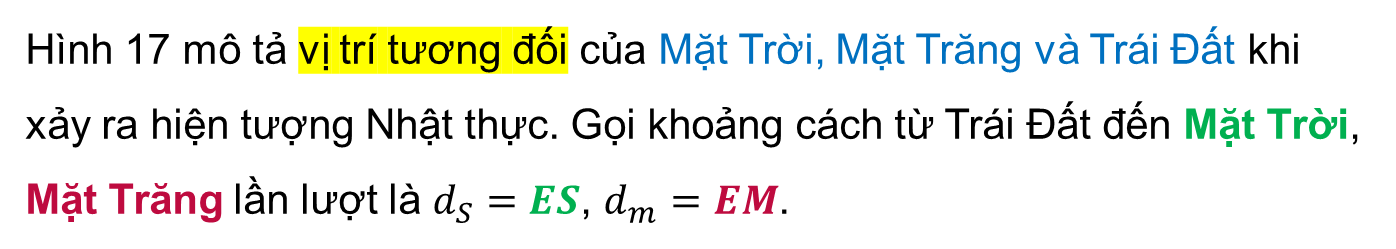 Hình 17 mô tả vị trí tương đối của Mặt Trời, Mặt Trăng và Trái Đất khi
xảy ra hiện tượng Nhật thực. Gọi khoảng cách từ Trái Đất đến Mặt Trời,
Mặt Trăng lần lượt là $d_S = ES$, $d_m = EM$.